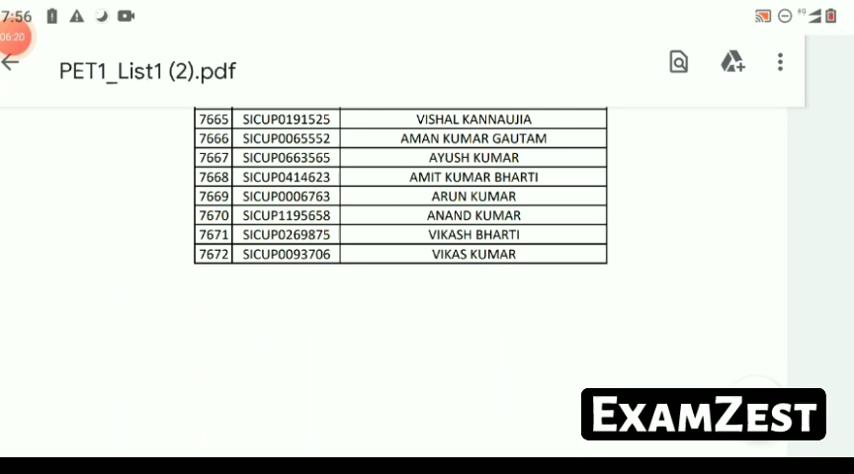 7:56
4G
06:20
PET1_List1 (2).pdf
7665 SICUP0191525 VISHAL KANNAUJIA
7666 SICUP0065552 AMAN KUMAR GAUTAM
7667 SICUP0663565 AYUSH KUMAR
7668 SICUP0414623 AMIT KUMAR BHARTI
7669 SICUP0006763 ARUN KUMAR
7670 SICUP1195658 ANAND KUMAR
7671 SICUP0269875 VIKASH BHARTI
7672 SICUP0093706 VIKAS KUMAR
EXAMZEST